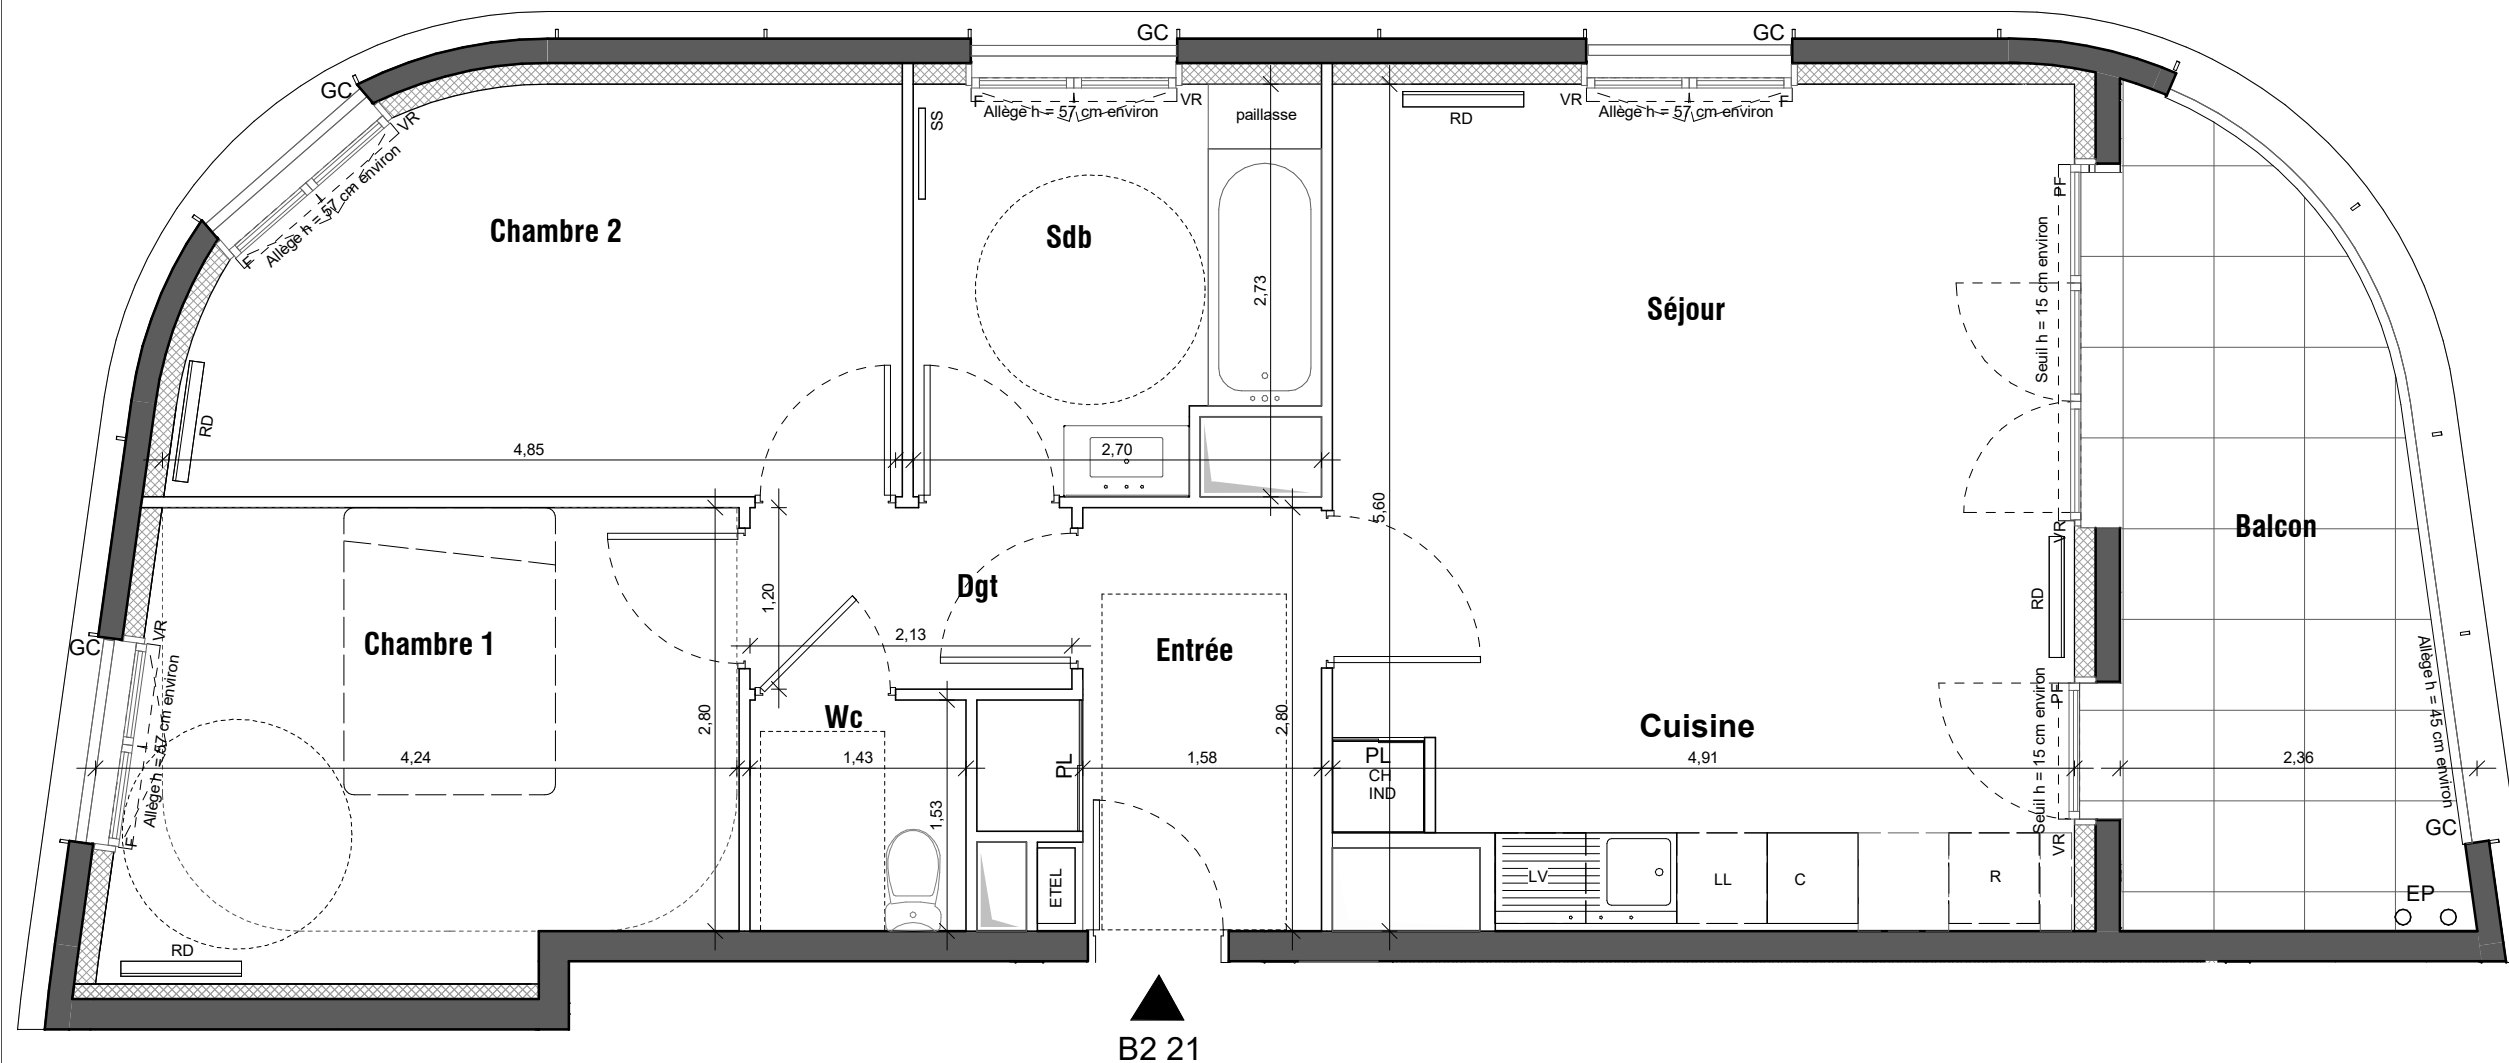 GC
GC
GC
VR
F
Allège h = 57 cm environ
VR
VR
Allège h = 57 cm environ
F
F
Allège h = 57 cm environ
SS
paillasse
RD
PF
Chambre 2
Sdb
Séjour
Seuil h = 15 cm environ
2,73
RD
4,85
2,70
5,60
VR
Balcon
Dgt
1,20
RD
2,13
Chambre 1
Entrée
GC
VR
Allège h = 57 cm environ
F
Wc
2,80
2,80
Cuisine
Seuil h = 15 cm environ
PF
Allège h = 45 cm environ
4,24
1,43
PL
1,58
PL
CH
IND
4,91
2,36
1,53
GC
VR
ETEL
LV
LL
C
R
EP
RD
B2 21